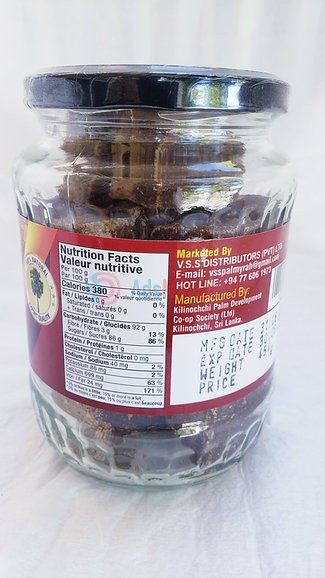 Nutrition Facts
Valeur nutritive
Per 100 g
Per 100 g
Calories 380
% Daily Value*
% valeur quotidienne*
Fat / Lipides 0 g 0%
Saturated / saturés 0 g
+ Trans / trans 0 g 0%
Carbohydrate / Glucides 92 g
Fibre / Fibres 3 g 13 %
Sugars / Sucres 86 g 86 %
Protein / Protéines 1 g
Cholesterol / Cholestérol 0 mg
Sodium / Sodium 40 mg 2 %
Potassium 86 mg 2 %
Calcium 699 mg 63 %
Iron / Fer 24 mg 171 %
Marketed By
V.S.S DISTRIBUTORS (PVT) LTD
E-mail: vsspalmyrah@gmail.com
HOT LINE: +94 77 606 1973
Manufactured By:
Kilinochchi Palm Development
Co-op Society (Ltd)
Kilinochchi, Sri Lanka.
MFG DATE
EXP DATE
WEIGHT
PRICE